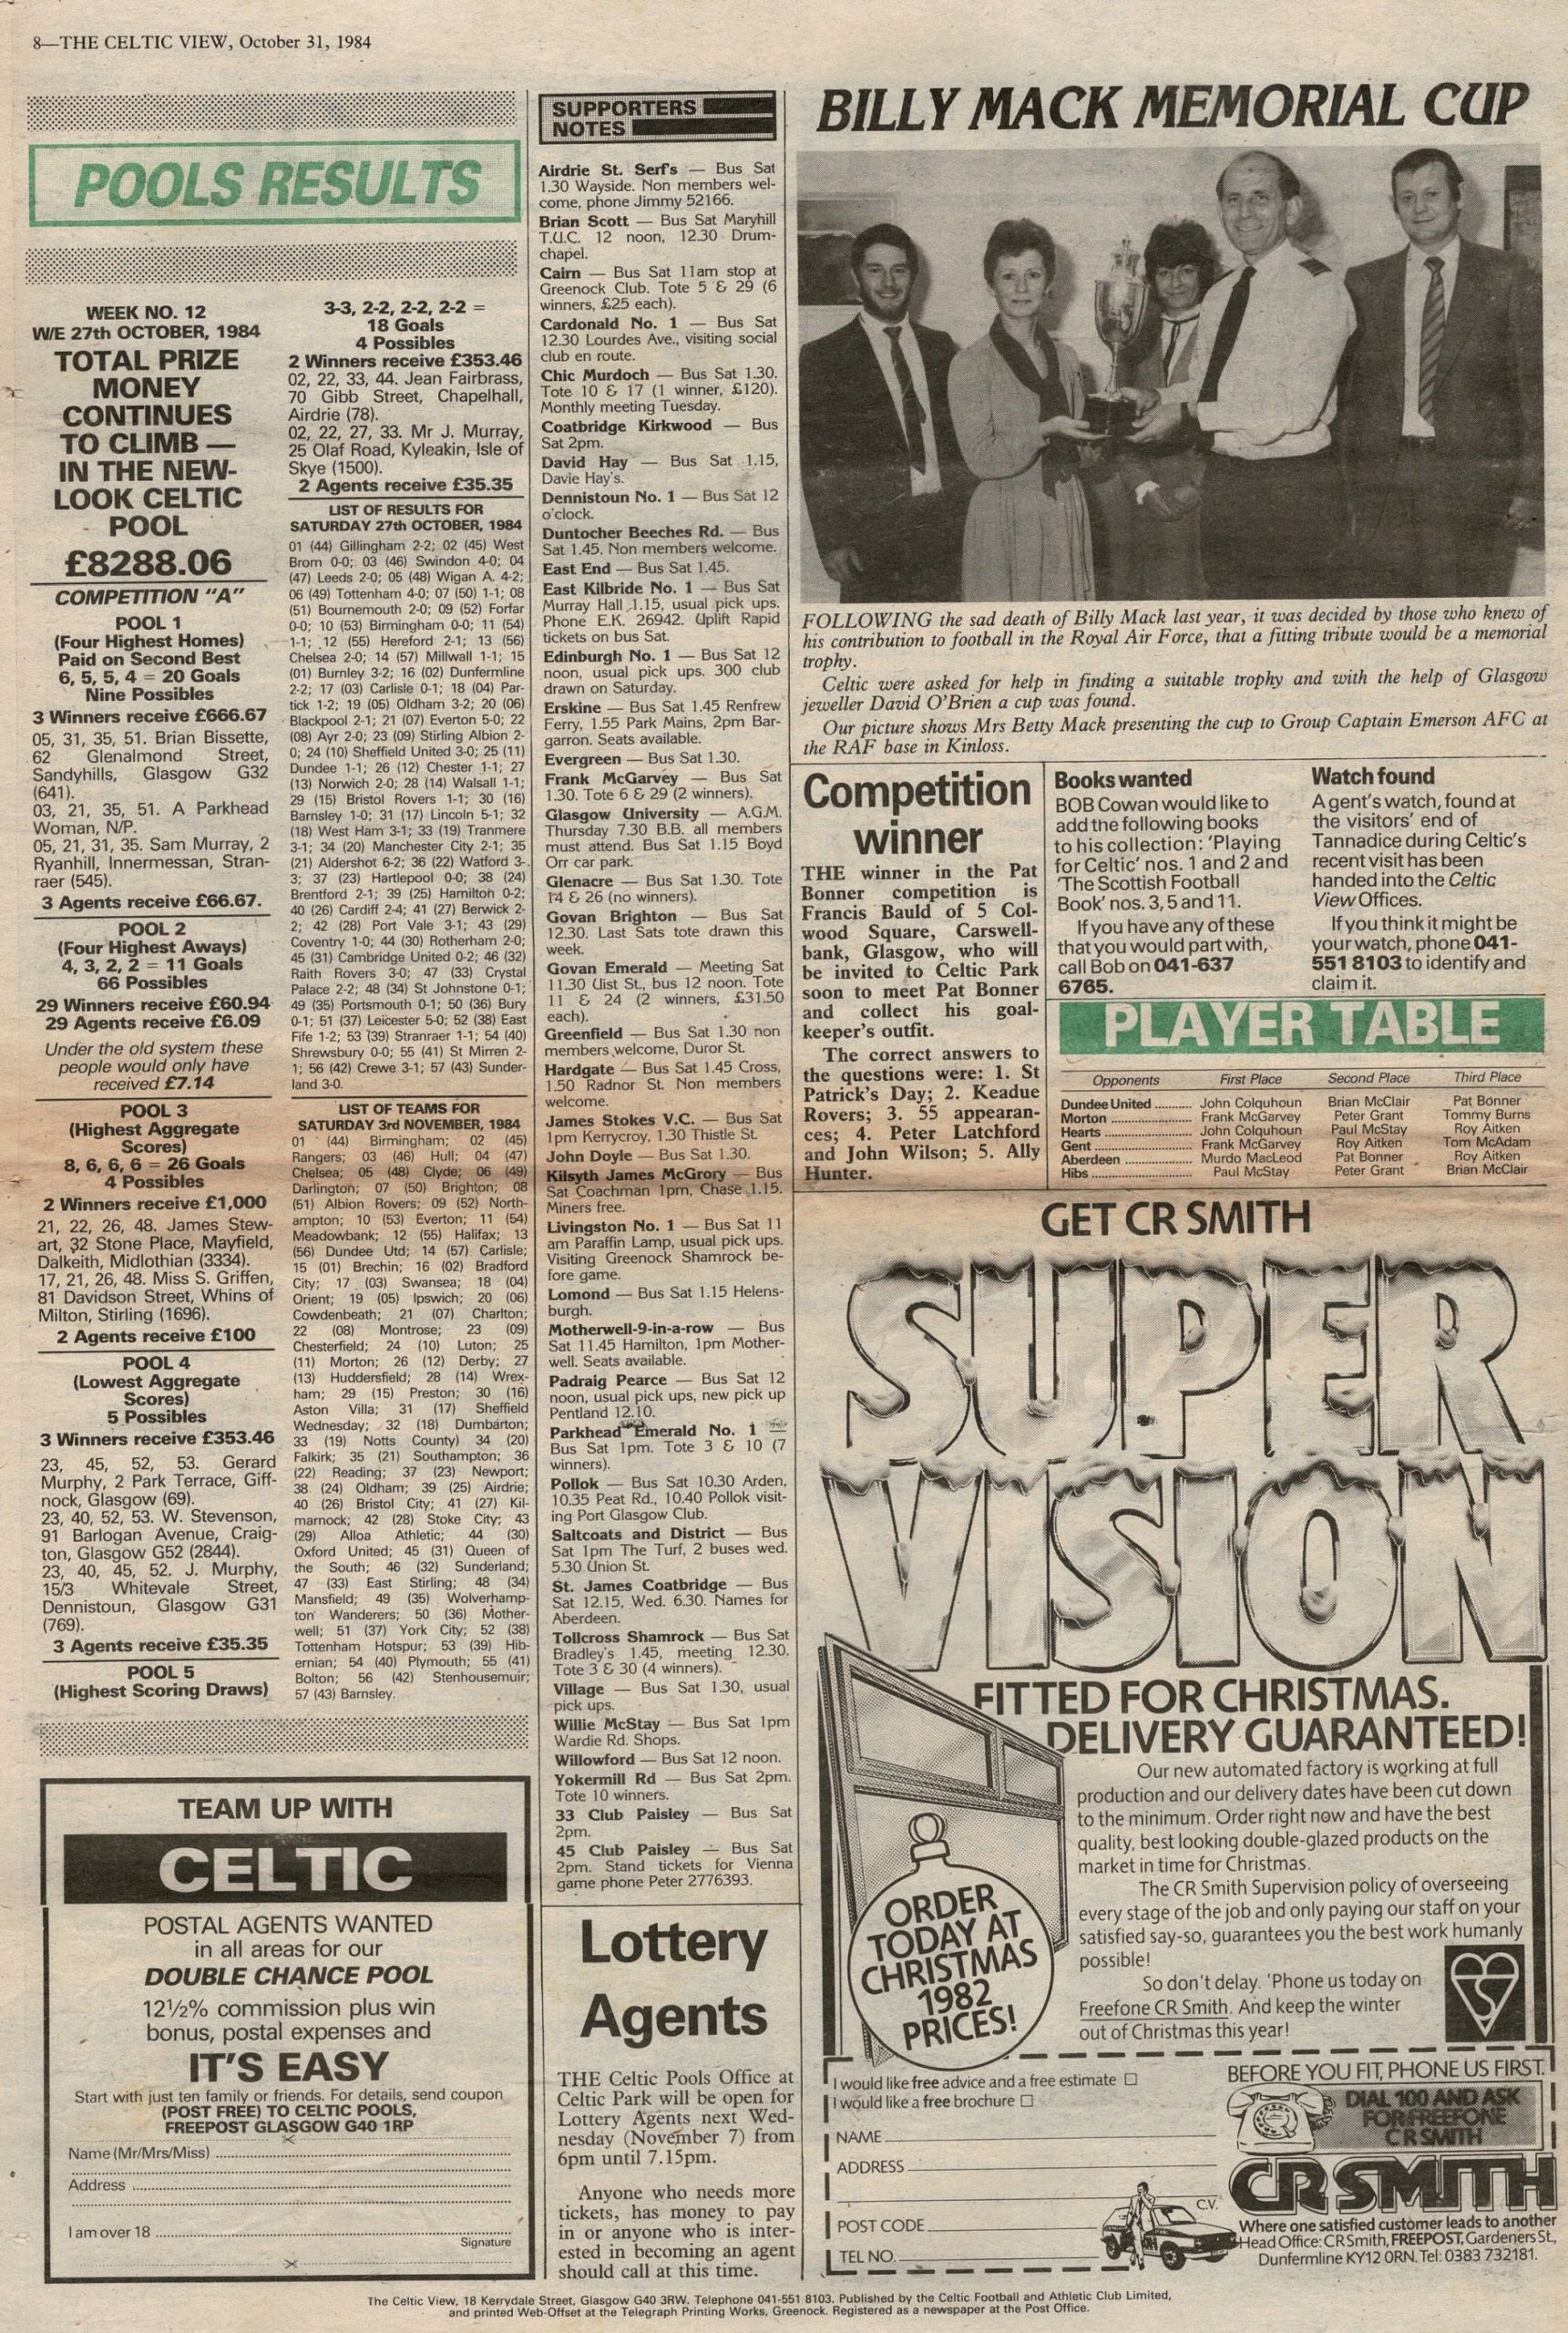 8—THE CELTIC VIEW, October 31, 1984
POOLS RESULTS
WEEK NO. 12
W/E 27th OCTOBER, 1984
TOTAL PRIZE
MONEY
CONTINUES
TO CLIMB —
IN THE NEW-
LOOK CELTIC
POOL
£8288.06
COMPETITION "A"
POOL 1
(Four Highest Homes)
Paid on Second Best
6, 5, 5, 4 = 20 Goals
Nine Possibles
3 Winners receive £666.67
05, 31, 35, 51. Brian Bissette,
62 Glenalmond Street,
Sandyhills, Glasgow G32
(641).
03, 21, 35, 51. A Parkhead
Woman, N/P.
05, 21, 31, 35. Sam Murray, 2
Ryanhill, Innermessan, Stran-
raer (545).
3 Agents receive £66.67.
POOL 2
(Four Highest Aways)
4, 3, 2, 2 = 11 Goals
66 Possibles
29 Winners receive £60.94
29 Agents receive £6.09
Under the old system these
people would only have
received £7.14
POOL 3
(Highest Aggregate
Scores)
8, 6, 6, 6 = 26 Goals
4 Possibles
2 Winners receive £1,000
21, 22, 26, 48. James Stew-
art, 32 Stone Place, Mayfield,
Dalkeith, Midlothian (3334).
17, 21, 26, 48. Miss S. Griffen,
81 Davidson Street, Whins of
Milton, Stirling (1696).
2 Agents receive £100
POOL 4
(Lowest Aggregate
Scores)
5 Possibles
3 Winners receive £353.46
23, 45, 52, 53. Gerard
Murphy, 2 Park Terrace, Giff-
nock, Glasgow (69).
23, 40, 52, 53. W. Stevenson,
91 Barlogan Avenue, Craig-
ton, Glasgow G52 (2844).
23, 40, 45, 52. J. Murphy,
15/3 Whitevale Street,
Dennistoun, Glasgow G31
(769).
3 Agents receive £35.35
POOL 5
(Highest Scoring Draws)
3-3, 2-2, 2-2, 2-2 =
18 Goals
4 Possibles
2 Winners receive £353.46
02, 22, 33, 44. Jean Fairbrass,
70 Gibb Street, Chapelhall,
Airdrie (78).
02, 22, 27, 33. Mr J. Murray,
25 Olaf Road, Kyleakin, Isle of
Skye (1500).
2 Agents receive £35.35
LIST OF RESULTS FOR
SATURDAY 27th OCTOBER, 1984
01 (44) Gillingham 2-2; 02 (45) West
Brom 0-0; 03 (46) Swindon 4-0; 04
(47) Leeds 2-0; 05 (48) Wigan A. 4-2;
06 (49) Tottenham 4-0; 07 (50) 1-1; 08
(51) Bournemouth 2-0; 09 (52) Forfar
0-0; 10 (53) Birmingham 0-0; 11 (54)
1-1; 12 (55) Hereford 2-1; 13 (56)
Chelsea 2-0; 14 (57) Millwall 1-1; 15
(01) Burnley 3-2; 16 (02) Dunfermline
2-2; 17 (03) Carlisle 0-1; 18 (04) Par-
tick 1-2; 19 (05) Oldham 3-2; 20 (06)
Blackpool 2-1; 21 (07) Everton 5-0; 22
(08) Ayr 2-0; 23 (09) Stirling Albion 2-
0; 24 (10) Sheffield United 3-0; 25 (11)
Dundee 1-1; 26 (12) Chester 1-1; 27
(13) Norwich 2-0; 28 (14) Walsall 1-1;
29 (15) Bristol Rovers 1-1; 30 (16)
Barnsley 1-0; 31 (17) Lincoln 5-1; 32
(18) West Ham 3-1; 33 (19) Tranmere
3-1; 34 (20) Manchester City 2-1; 35
(21) Aldershot 6-2; 36 (22) Watford 3-
3; 37 (23) Hartlepool 0-0; 38 (24)
Brentford 2-1; 39 (25) Hamilton 0-2;
40 (26) Cardiff 2-4; 41 (27) Berwick 2-
2; 42 (28) Port Vale 3-1; 43 (29)
Coventry 1-0; 44 (30) Rotherham 2-0;
45 (31) Cambridge United 0-2; 46 (32)
Raith Rovers 3-0; 47 (33) Crystal
Palace 2-2; 48 (34) St Johnstone 0-1;
49 (35) Portsmouth 0-1; 50 (36) Bury
0-1; 51 (37) Leicester 5-0; 52 (38) East
Fife 1-2; 53 (39) Stranraer 1-1; 54 (40)
Shrewsbury 0-0; 55 (41) St Mirren 2-
1; 56 (42) Crewe 3-1; 57 (43) Sunder-
land 3-0.
LIST OF TEAMS FOR
SATURDAY 3rd NOVEMBER, 1984
01 (44) Birmingham; 02 (45)
Rangers; 03 (46) Hull; 04 (47)
Chelsea; 05 (48) Clyde; 06 (49)
Darlington; 07 (50) Brighton; 08
(51) Albion Rovers; 09 (52) North-
ampton; 10 (53) Everton; 11 (54)
Meadowbank; 12 (55) Halifax; 13
(56) Dundee Utd; 14 (57) Carlisle;
15 (01) Brechin; 16 (02) Bradford
City; 17 (03) Swansea; 18 (04)
Orient; 19 (05) Ipswich; 20 (06)
Cowdenbeath; 21 (07) Charlton;
22 (08) Montrose; 23 (09)
Chesterfield; 24 (10) Luton; 25
(11) Morton; 26 (12) Derby; 27
(13) Huddersfield; 28 (14) Wrex-
ham; 29 (15) Preston; 30 (16)
Aston Villa; 31 (17) Sheffield
Wednesday; 32 (18) Dumbarton;
33 (19) Notts County) 34 (20)
Falkirk; 35 (21) Southampton; 36
(22) Reading; 37 (23) Newport;
38 (24) Oldham; 39 (25) Airdrie;
40 (26) Bristol City; 41 (27) Kil-
marnock; 42 (28) Stoke City; 43
(29) Alloa Athletic; 44 (30)
Oxford United; 45 (31) Queen of
the South; 46 (32) Sunderland;
47 (33) East Stirling; 48 (34)
Mansfield; 49 (35) Wolverhamp-
ton Wanderers; 50 (36) Mother-
well; 51 (37) York City; 52 (38)
Tottenham Hotspur; 53 (39) Hib-
ernian; 54 (40) Plymouth; 55 (41)
Bolton; 56 (42) Stenhousemuir;
57 (43) Barnsley.
TEAM UP WITH
CELTIC
POSTAL AGENTS WANTED
in all areas for our
DOUBLE CHANCE POOL
12½% commission plus win
bonus, postal expenses and
IT'S EASY
Start with just ten family or friends. For details, send coupon
(POST FREE) TO CELTIC POOLS,
FREEPOST GLASGOW G40 1RP
Name (Mr/Mrs/Miss)
Address
I am over 18
Signature
SUPPORTERS
NOTES
Airdrie St. Serf's — Bus Sat
1.30 Wayside. Non members wel-
come, phone Jimmy 52166.
Brian Scott — Bus Sat Maryhill
T.U.C. 12 noon, 12.30 Drum-
chapel.
Cairn — Bus Sat 11am stop at
Greenock Club. Tote 5 & 29 (6
winners, £25 each).
Cardonald No. 1 — Bus Sat
12.30 Lourdes Ave., visiting social
club en route.
Chic Murdoch — Bus Sat 1.30.
Tote 10 & 17 (1 winner, £120).
Monthly meeting Tuesday.
Coatbridge Kirkwood — Bus
Sat 2pm.
David Hay — Bus Sat 1.15,
Davie Hay's.
Dennistoun No. 1 — Bus Sat 12
o'clock.
Duntocher Beeches Rd. — Bus
Sat 1.45. Non members welcome.
East End — Bus Sat 1.45.
East Kilbride No. 1 — Bus Sat
Murray Hall 1.15, usual pick ups.
Phone E.K. 26942. Uplift Rapid
tickets on bus Sat.
Edinburgh No. 1 — Bus Sat 12
noon, usual pick ups. 300 club
drawn on Saturday.
Erskine — Bus Sat 1.45 Renfrew
Ferry, 1.55 Park Mains, 2pm Bar-
garron. Seats available.
Evergreen — Bus Sat 1.30.
Frank McGarvey — Bus Sat
1.30. Tote 6 & 29 (2 winners).
Glasgow University — A.G.M.
Thursday 7.30 B.B. all members
must attend. Bus Sat 1.15 Boyd
Orr car park.
Glenacre — Bus Sat 1.30. Tote
14 & 26 (no winners).
Govan Brighton — Bus Sat
12.30. Last Sats tote drawn this
week.
Govan Emerald — Meeting Sat
11.30 Uist St., bus 12 noon. Tote
11 & 24 (2 winners, £31.50
each).
Greenfield — Bus Sat 1.30 non
members welcome, Duror St.
Hardgate — Bus Sat 1.45 Cross,
1.50 Radnor St. Non members
welcome.
James Stokes V.C. — Bus Sat
1pm Kerrycroy, 1.30 Thistle St.
John Doyle — Bus Sat 1.30.
Kilsyth James McGrory — Bus
Sat Coachman 1pm, Chase 1.15.
Miners free.
Livingston No. 1 — Bus Sat 11
am Paraffin Lamp, usual pick ups.
Visiting Greenock Shamrock be-
fore game.
Lomond — Bus Sat 1.15 Helens-
burgh.
Motherwell-9-in-a-row — Bus
Sat 11.45 Hamilton, 1pm Mother-
well. Seats available.
Padraig Pearce — Bus Sat 12
noon, usual pick ups, new pick up
Pentland 12.10.
Parkhead Emerald No. 1 —
Bus Sat 1pm. Tote 3 & 10 (7
winners).
Pollok — Bus Sat 10.30 Arden,
10.35 Peat Rd., 10.40 Pollok visit-
ing Port Glasgow Club.
Saltcoats and District — Bus
Sat 1pm The Turf, 2 buses wed.
5.30 Union St.
St. James Coatbridge — Bus
Sat 12.15, Wed. 6.30. Names for
Aberdeen.
Tollcross Shamrock — Bus Sat
Bradley's 1.45, meeting 12.30.
Tote 3 & 30 (4 winners).
Village — Bus Sat 1.30, usual
pick ups.
Willie McStay — Bus Sat 1pm
Wardie Rd. Shops.
Willowford — Bus Sat 12 noon.
Yokermill Rd — Bus Sat 2pm.
Tote 10 winners.
33 Club Paisley — Bus Sat
2pm.
45 Club Paisley — Bus Sat
2pm. Stand tickets for Vienna
game phone Peter 2776393.
Lottery
Agents
THE Celtic Pools Office at
Celtic Park will be open for
Lottery Agents next Wed-
nesday (November 7) from
6pm until 7.15pm.
Anyone who needs more
tickets, has money to pay
in or anyone who is inter-
ested in becoming an agent
should call at this time.
BILLY MACK MEMORIAL CUP
FOLLOWING the sad death of Billy Mack last year, it was decided by those who knew of
his contribution to football in the Royal Air Force, that a fitting tribute would be a memorial
trophy.
Celtic were asked for help in finding a suitable trophy and with the help of Glasgow
jeweller David O'Brien a cup was found.
Our picture shows Mrs Betty Mack presenting the cup to Group Captain Emerson AFC at
the RAF base in Kinloss.
Competition
winner
THE winner in the Pat
Bonner competition is
Francis Bauld of 5 Col-
wood Square, Carswell-
bank, Glasgow, who will
be invited to Celtic Park
soon to meet Pat Bonner
and collect his goal-
keeper's outfit.
The correct answers to
the questions were: 1. St
Patrick's Day; 2. Keadue
Rovers; 3. 55 appearan-
ces; 4. Peter Latchford
and John Wilson; 5. Ally
Hunter.
Books wanted
BOB Cowan would like to
add the following books
to his collection: 'Playing
for Celtic' nos. 1 and 2 and
'The Scottish Football
Book' nos. 3, 5 and 11.
If you have any of these
that you would part with,
call Bob on 041-637
6765.
Watch found
A gent's watch, found at
the visitors' end of
Tannadice during Celtic's
recent visit has been
handed into the Celtic
View Offices.
If you think it might be
your watch, phone 041-
551 8103 to identify and
claim it.
PLAYER TABLE
Opponents First Place Second Place Third Place
Dundee United .......... John Colquhoun Brian McClair Pat Bonner
Morton .......... Frank McGarvey Peter Grant Tommy Burns
Hearts .......... John Colquhoun Paul McStay Roy Aitken
Gent .......... Frank McGarvey Roy Aitken Tom McAdam
Aberdeen .......... Murdo MacLeod Pat Bonner Roy Aitken
Hibs .......... Paul McStay Peter Grant Brian McClair
GET CR SMITH
SUPER
VISION
FITTED FOR CHRISTMAS.
DELIVERY GUARANTEED!
Our new automated factory is working at full
production and our delivery dates have been cut down
to the minimum. Order right now and have the best
quality, best looking double-glazed products on the
market in time for Christmas.
The CR Smith Supervision policy of overseeing
every stage of the job and only paying our staff on your
satisfied say-so, guarantees you the best work humanly
possible!
So don't delay. 'Phone us today on
Freefone CR Smith. And keep the winter
out of Christmas this year!
ORDER
TODAY AT
CHRISTMAS
1982
PRICES!
I would like free advice and a free estimate □
I would like a free brochure □
NAME
ADDRESS
POST CODE
TEL NO.
C.V.
BEFORE YOU FIT, PHONE US FIRST.
DIAL 100 AND ASK
FOR FREEFONE
CR SMITH
CR SMITH
Where one satisfied customer leads to another
Head Office: CR Smith, FREEPOST, Gardeners St.,
Dunfermline KY12 0RN. Tel: 0383 732181.
The Celtic View, 18 Kerrydale Street, Glasgow G40 3RW. Telephone 041-551 8103. Published by the Celtic Football and Athletic Club Limited,
and printed Web-Offset at the Telegraph Printing Works, Greenock. Registered as a newspaper at the Post Office.